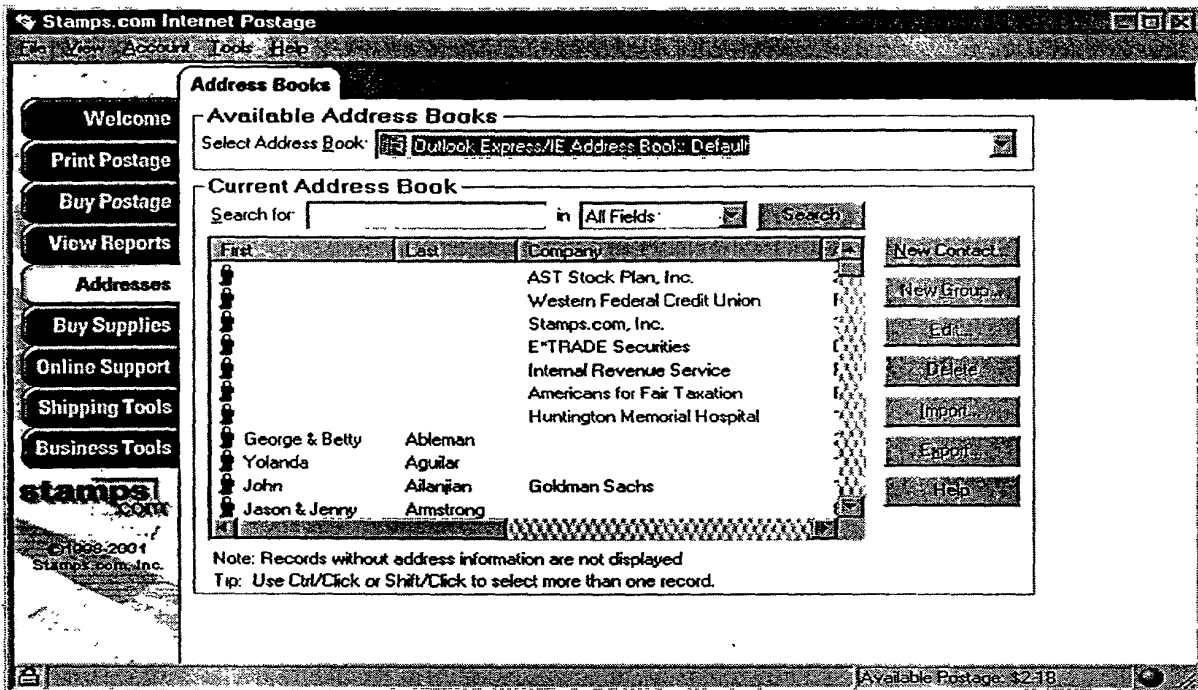 Stamps.com Internet Postage
File View Account Tools Help
Address Books
Welcome
Print Postage
Buy Postage
View Reports
Addresses
Buy Supplies
Online Support
Shipping Tools
Business Tools
stamps.com
©1998-2001
Stamps.com, Inc.
Available Address Books
Select Address Book: Outlook Express/IE Address Book: Default
Current Address Book
Search for: in All Fields Search
First Last Company
AST Stock Plan, Inc.
Western Federal Credit Union
Stamps.com, Inc.
E*TRADE Securities
Internal Revenue Service
Americans for Fair Taxation
Huntington Memorial Hospital
George & Betty Ableman
Yolanda Aguilar
John Ailanjian Goldman Sachs
Jason & Jenny Armstrong
New Contact...
New Group...
Edit...
Delete
Import...
Export...
Help
Note: Records without address information are not displayed
Tip: Use Ctrl/Click or Shift/Click to select more than one record.
Available Postage: $2.18